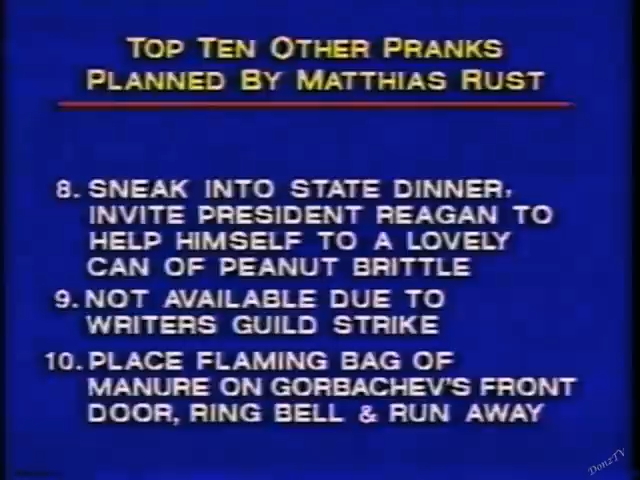 TOP TEN OTHER PRANKS
PLANNED BY MATTHIAS RUST
8. SNEAK INTO STATE DINNER,
INVITE PRESIDENT REAGAN TO
HELP HIMSELF TO A LOVELY
CAN OF PEANUT BRITTLE
9. NOT AVAILABLE DUE TO
WRITERS GUILD STRIKE
10. PLACE FLAMING BAG OF
MANURE ON GORBACHEV'S FRONT
DOOR, RING BELL & RUN AWAY
DonzTV